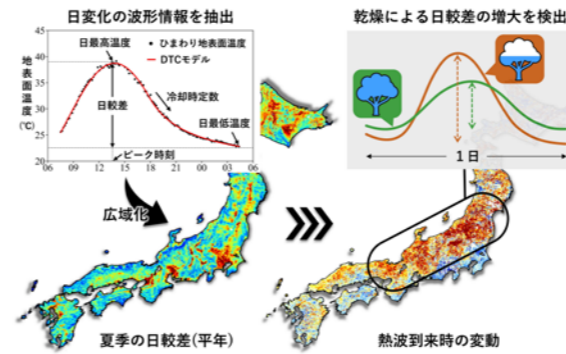 日変化の波形情報を抽出
乾燥による日較差の増大を検出
地表面温度(℃)
45
40
35
30
25
20
06
09
12
15
18
21
00
03
06
日最高温度
ひまわり地表面温度
DTCモデル
日較差
冷却時定数
日最低温度
ピーク時刻
1日
広域化
夏季の日較差(平年)
熱波到来時の変動